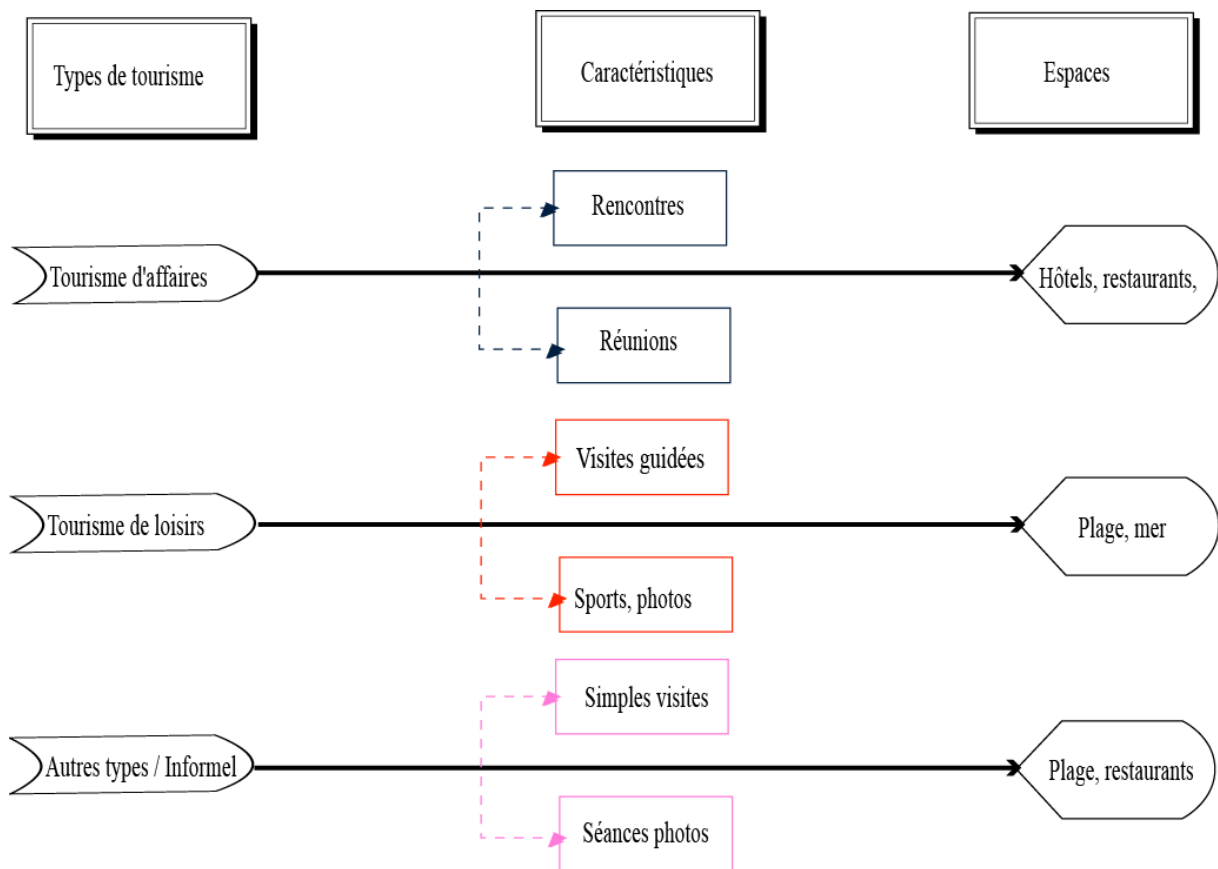 Types de tourisme
Caractéristiques
Espaces
Rencontres
Tourisme d'affaires
Hôtels, restaurants,
Réunions
Visites guidées
Tourisme de loisirs
Plage, mer
Sports, photos
Simples visites
Autres types / Informel
Plage, restaurants
Séances photos